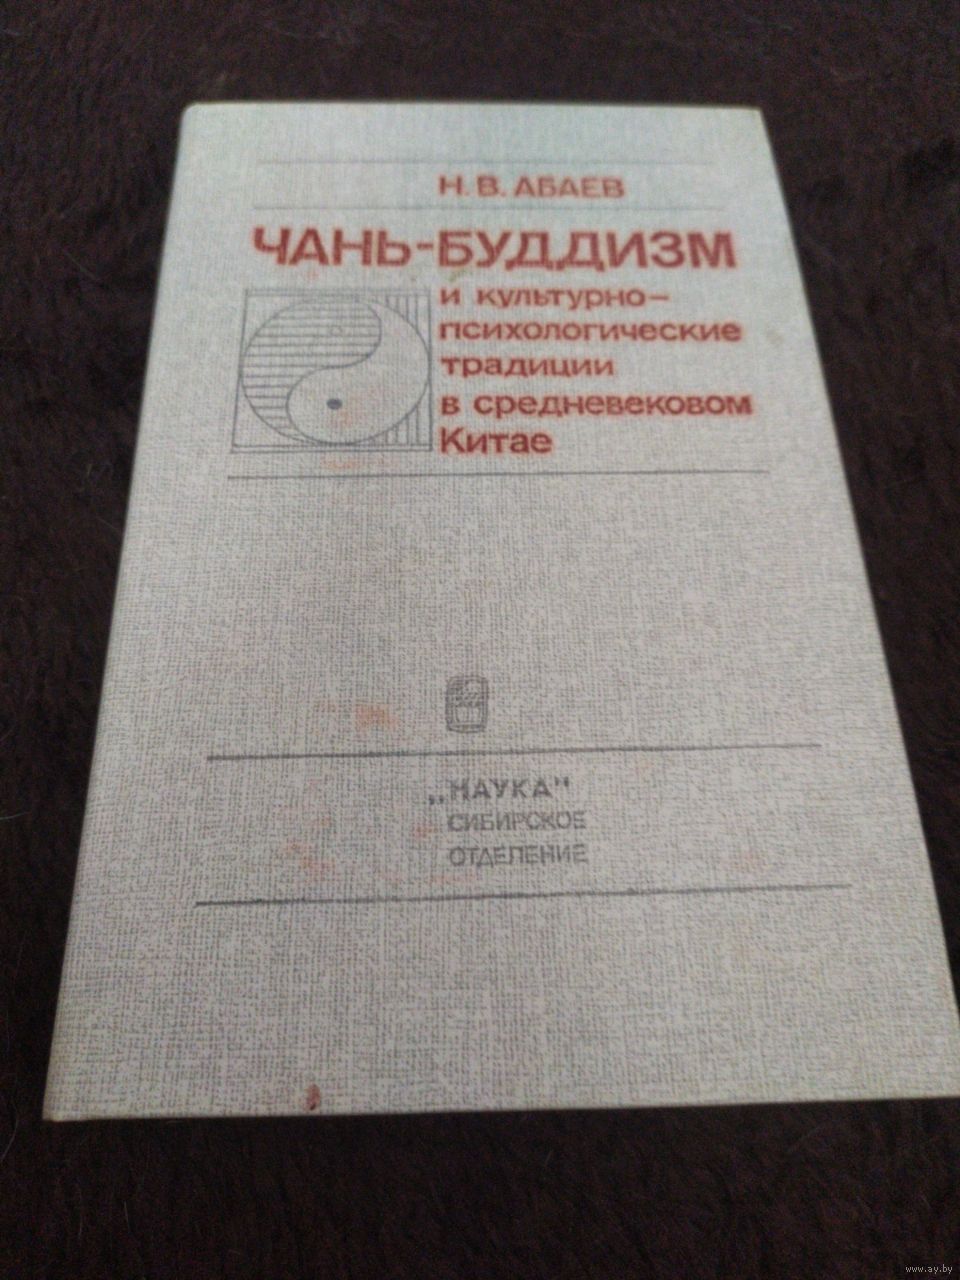 Н. В. АБАЕВ
ЧАНЬ-БУДДИЗМ
и культурно-
психологические
традиции
в средневековом
Китае
„НАУКА"
СИБИРСКОЕ
ОТДЕЛЕНИЕ
www.ay.by